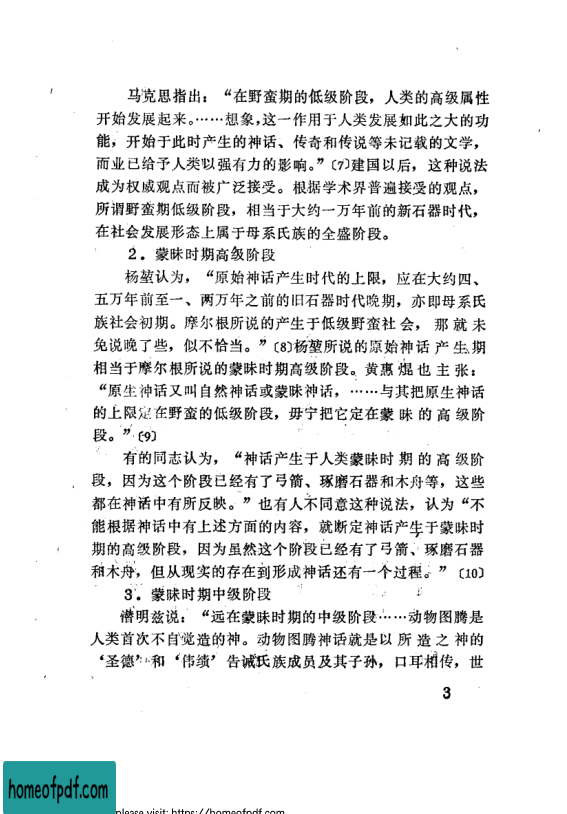 马克思指出：“在野蛮期的低级阶段，人类的高级属性
开始发展起来。……想象，这一作用于人类发展如此之大的功
能，开始于此时产生的神话、传奇和传说等未记载的文学，
而业已给予人类以强有力的影响。”〔7〕建国以后，这种说法
成为权威观点而被广泛接受。根据学术界普遍接受的观点，
所谓野蛮期低级阶段，相当于大约一万年前的新石器时代，
在社会发展形态上属于母系氏族的全盛阶段。
2．蒙昧时期高级阶段
杨堃认为，“原始神话产生时代的上限，应在大约四、
五万年前至一、两万年之前的旧石器时代晚期，亦即母系氏
族社会初期。摩尔根所说的产生于低级野蛮社会，那就未
免说晚了些，似不恰当。”〔8〕杨堃所说的原始神话产生期
相当于摩尔根所说的蒙昧时期高级阶段。黄惠焜也主张：
“原生神话又叫自然神话或蒙昧神话，……与其把原生神话
的上限定在野蛮的低级阶段，毋宁把它定在蒙昧的高级阶
段。”〔9〕
有的同志认为，“神话产生于人类蒙昧时期的高级阶
段，因为这个阶段已经有了弓箭、琢磨石器和木舟等，这些
都在神话中有所反映。”也有人不同意这种说法，认为“不
能根据神话中有上述方面的内容，就断定神话产生于蒙昧时
期的高级阶段，因为虽然这个阶段已经有了弓箭、琢磨石器
和木舟，但从现实的存在到形成神话还有一个过程。”〔10〕
3．蒙昧时期中级阶段
潜明兹说：“远在蒙昧时期的中级阶段……动物图腾是
人类首次不自觉造的神。动物图腾神话就是以所造之神的
‘圣德’和‘伟绩’告诫氏族成员及其子孙，口耳相传，世
3
homeofpdf.com
please visit: https://homeofpdf.com